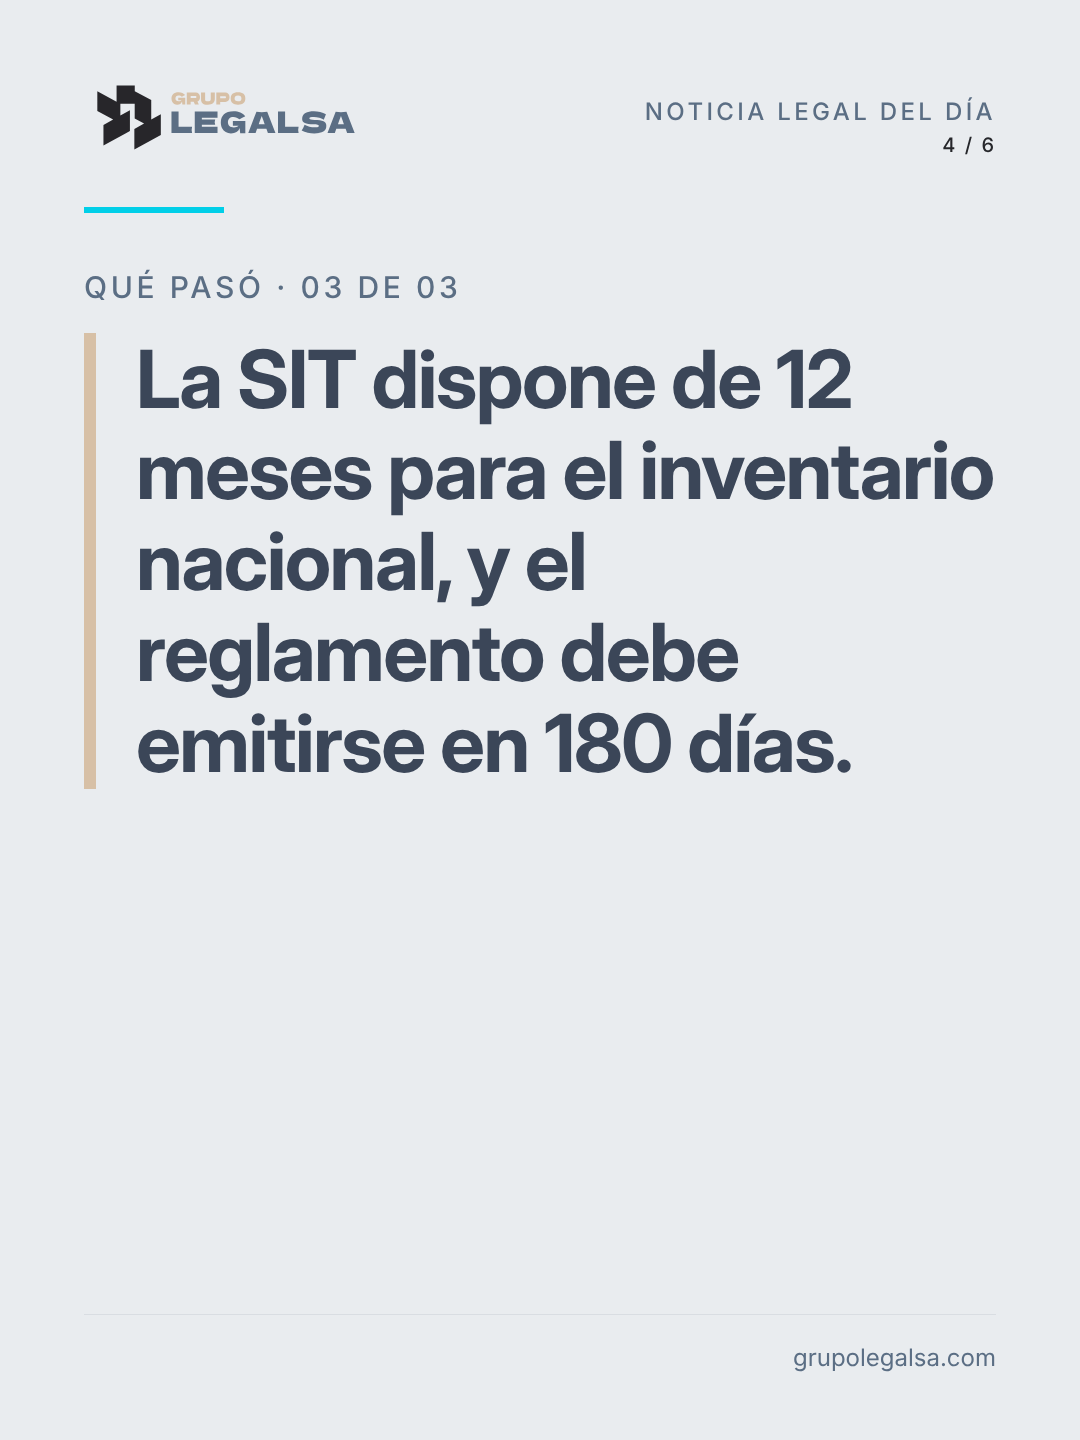 GRUPO
LEGALSA
NOTICIA LEGAL DEL DÍA
4 / 6
QUÉ PASÓ · 03 DE 03
La SIT dispone de 12
meses para el inventario
nacional, y el
reglamento debe
emitirse en 180 días.
grupolegalsa.com